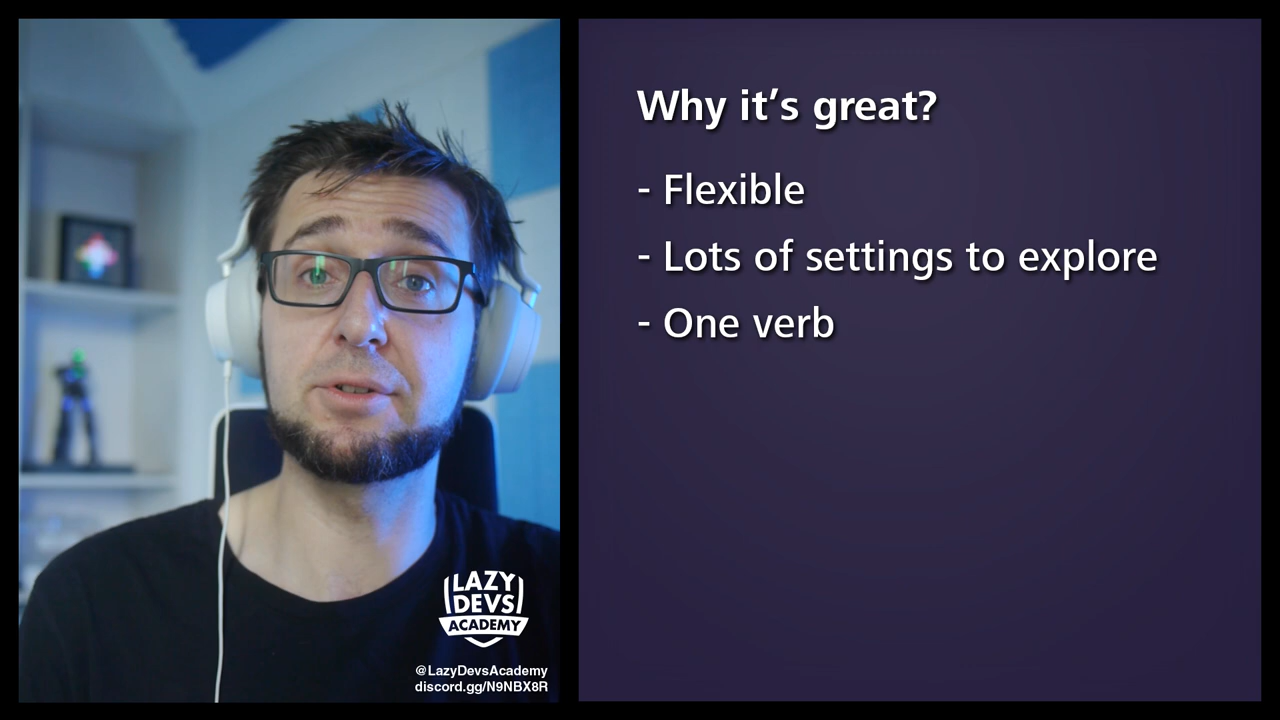 Why it's great?
- Flexible
- Lots of settings to explore
- One verb
LAZY
DEVS
ACADEMY
@LazyDevsAcademy
discord.gg/N9NBX8R